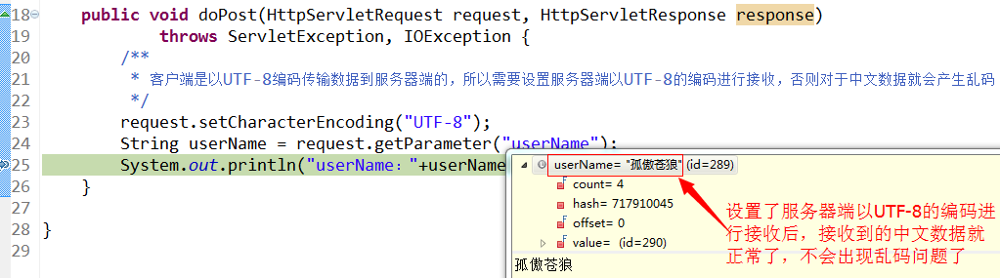 18 public void doPost(HttpServletRequest request, HttpServletResponse response)
19 throws ServletException, IOException {
20 /**
21 * 客户端是以UTF-8编码传输数据到服务器端的，所以需要设置服务器端以UTF-8的编码进行接收，否则对于中文数据就会产生乱码
22 */
23 request.setCharacterEncoding("UTF-8");
24 String userName = request.getParameter("userName");
25 System.out.println("userName："+userName
26 }
27
28 }
29
userName= "孤傲苍狼" (id=289)
count= 4
hash= 717910045
offset= 0
value= (id=290)
孤傲苍狼
设置了服务器端以UTF-8的编码进
行接收后，接收到的中文数据就
正常了，不会出现乱码问题了